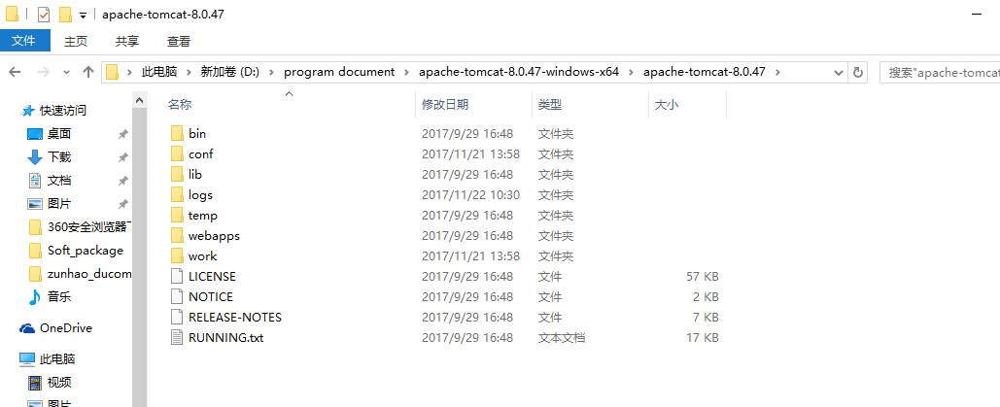 apache-tomcat-8.0.47
文件 主页 共享 查看
此电脑 新加卷 (D:) program document apache-tomcat-8.0.47-windows-x64 apache-tomcat-8.0.47 搜索"apache-tomc
快速访问
桌面
下载
文档
图片
360安全浏览器下
Soft_package
zunhao_ducom
音乐
OneDrive
此电脑
视频
图片
名称 修改日期 类型 大小
bin 2017/9/29 16:48 文件夹
conf 2017/11/21 13:58 文件夹
lib 2017/9/29 16:48 文件夹
logs 2017/11/22 10:30 文件夹
temp 2017/9/29 16:48 文件夹
webapps 2017/9/29 16:48 文件夹
work 2017/11/21 13:58 文件夹
LICENSE 2017/9/29 16:48 文件 57 KB
NOTICE 2017/9/29 16:48 文件 2 KB
RELEASE-NOTES 2017/9/29 16:48 文件 7 KB
RUNNING.txt 2017/9/29 16:48 文本文档 17 KB